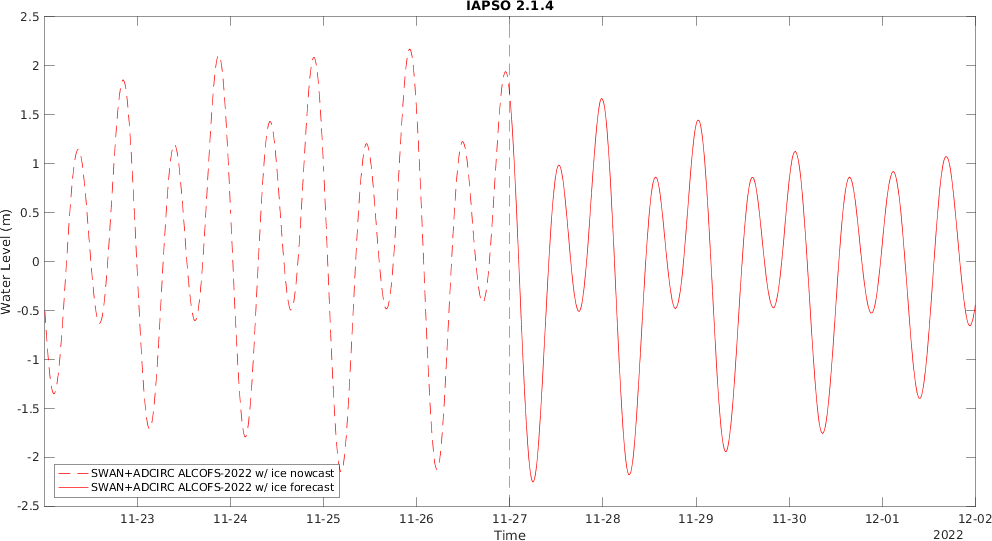 IAPSO 2.1.4
2.5
2
1.5
1
0.5
0
-0.5
-1
-1.5
-2
-2.5
Water Level (m)
SWAN+ADCIRC ALCOFS-2022 w/ ice nowcast
SWAN+ADCIRC ALCOFS-2022 w/ ice forecast
11-23 11-24 11-25 11-26 11-27 11-28 11-29 11-30 12-01 12-02
Time
2022